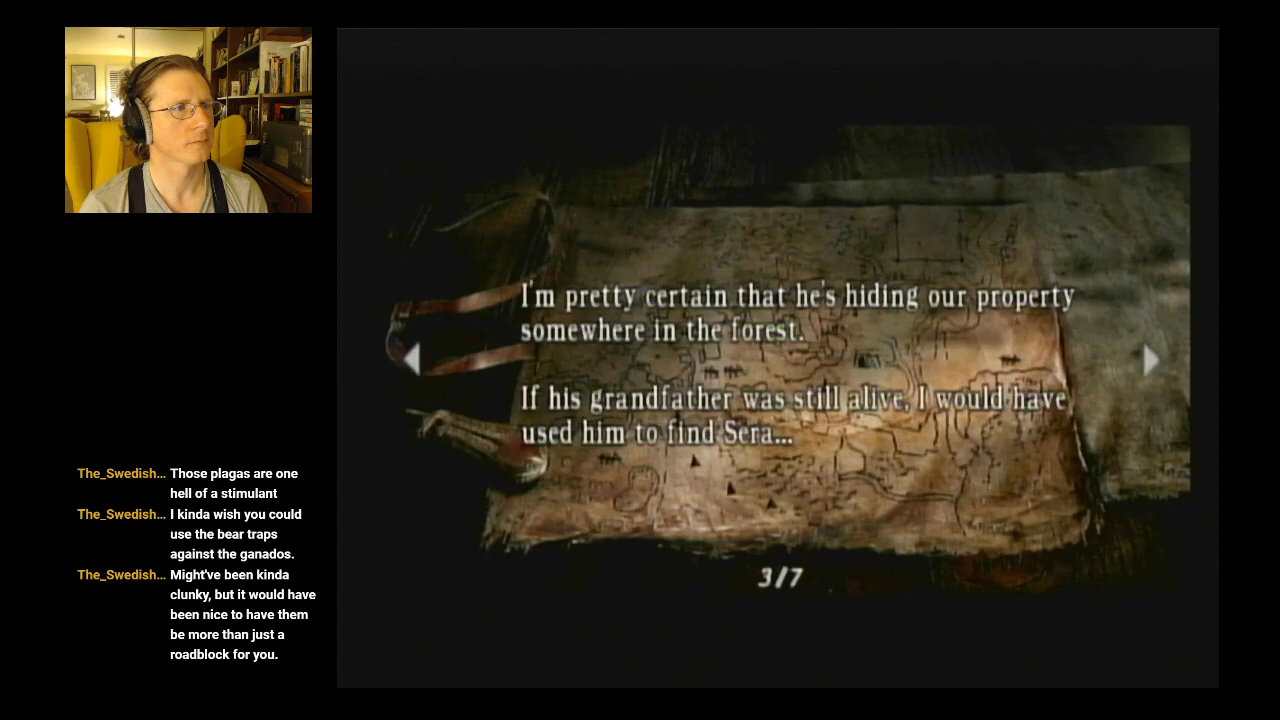 I'm pretty certain that he's hiding our property
somewhere in the forest.
If his grandfather was still alive, I would have
used him to find Sera...
3/7
The_Swedish... Those plagas are one
hell of a stimulant
The_Swedish... I kinda wish you could
use the bear traps
against the ganados.
The_Swedish... Might've been kinda
clunky, but it would have
been nice to have them
be more than just a
roadblock for you.